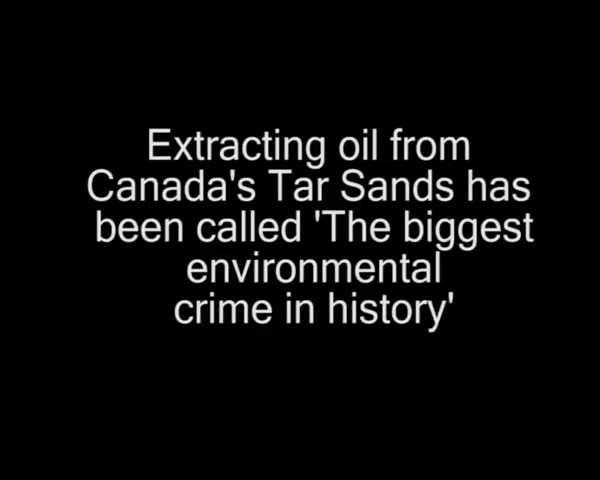 Extracting oil from
Canada's Tar Sands has
been called 'The biggest
environmental
crime in history'